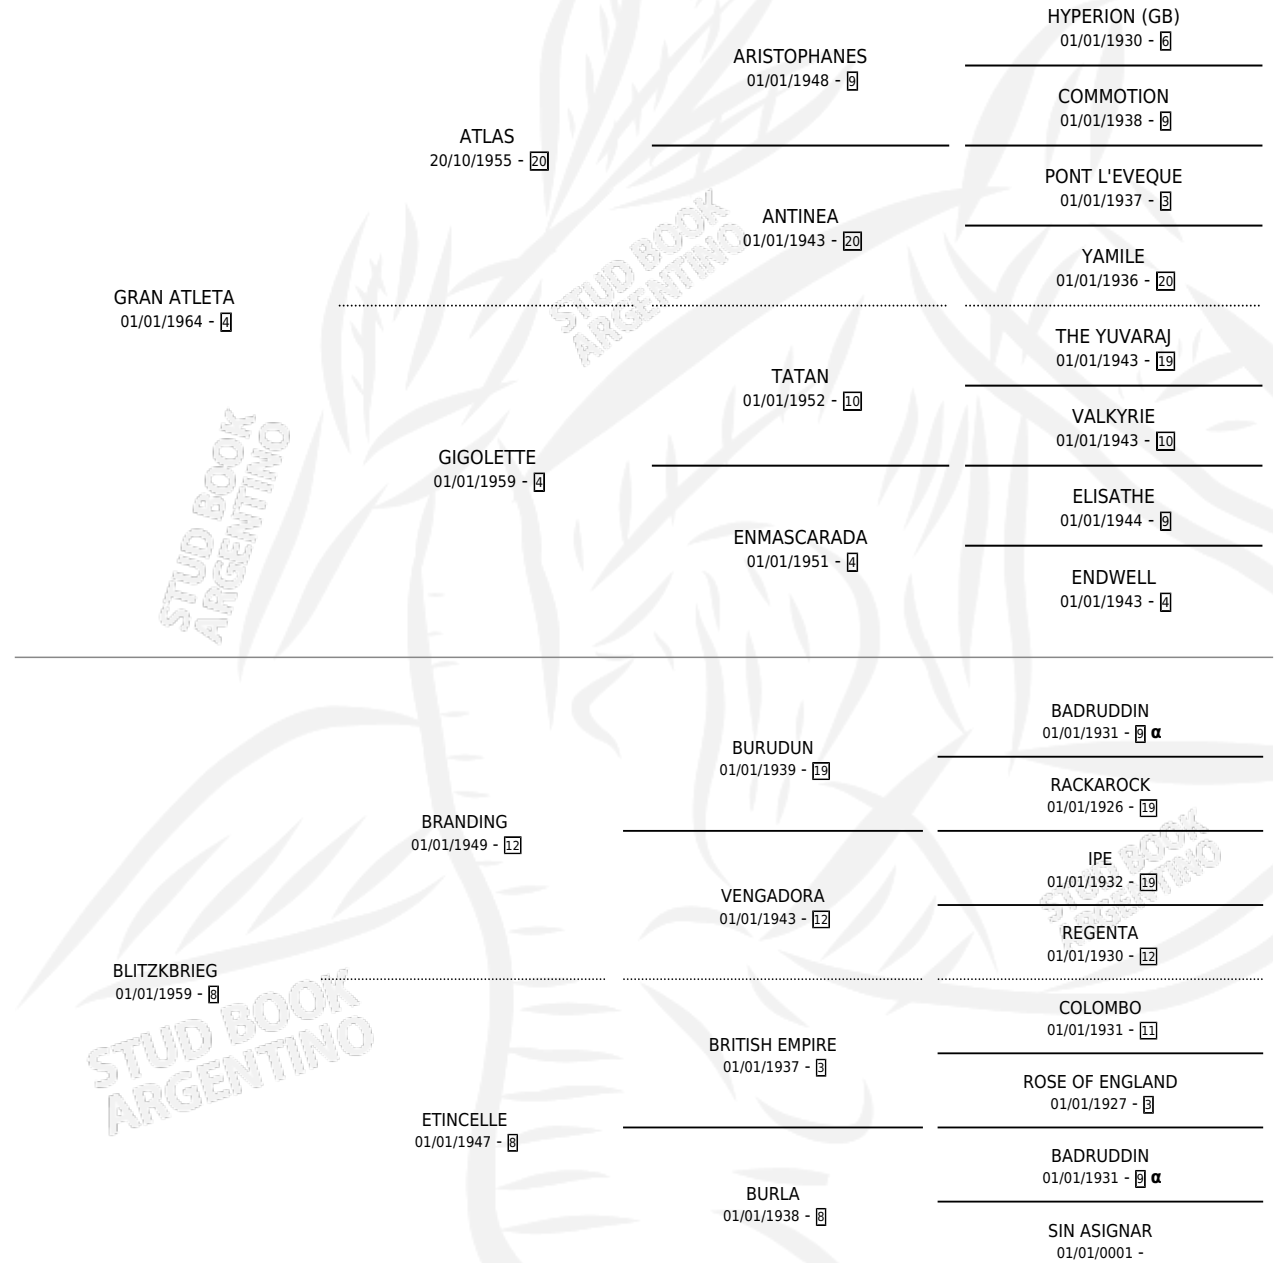 HYPERION (GB)
01/01/1930 - 6
ARISTOPHANES
01/01/1948 - 9
COMMOTION
01/01/1938 - 9
ATLAS
20/10/1955 - 20
PONT L'EVEQUE
01/01/1937 - 3
ANTINEA
01/01/1943 - 20
YAMILE
01/01/1936 - 20
GRAN ATLETA
01/01/1964 - 4
THE YUVARAJ
01/01/1943 - 19
TATAN
01/01/1952 - 10
VALKYRIE
01/01/1943 - 10
GIGOLETTE
01/01/1959 - 4
ELISATHE
01/01/1944 - 9
ENMASCARADA
01/01/1951 - 4
ENDWELL
01/01/1943 - 4
BADRUDDIN
01/01/1931 - 9 α
BURUDUN
01/01/1939 - 19
RACKAROCK
01/01/1926 - 19
BRANDING
01/01/1949 - 12
IPE
01/01/1932 - 19
VENGADORA
01/01/1943 - 12
REGENTA
01/01/1930 - 12
BLITZKBRIEG
01/01/1959 - 8
COLOMBO
01/01/1931 - 11
BRITISH EMPIRE
01/01/1937 - 3
ROSE OF ENGLAND
01/01/1927 - 3
ETINCELLE
01/01/1947 - 8
BADRUDDIN
01/01/1931 - 9 α
BURLA
01/01/1938 - 8
SIN ASIGNAR
01/01/0001 -
STUD BOOK
ARGENTINO
STUD BOOK
ARGENTINO
STUD BOOK
ARGENTINO
STUD BOOK
ARGENTINO